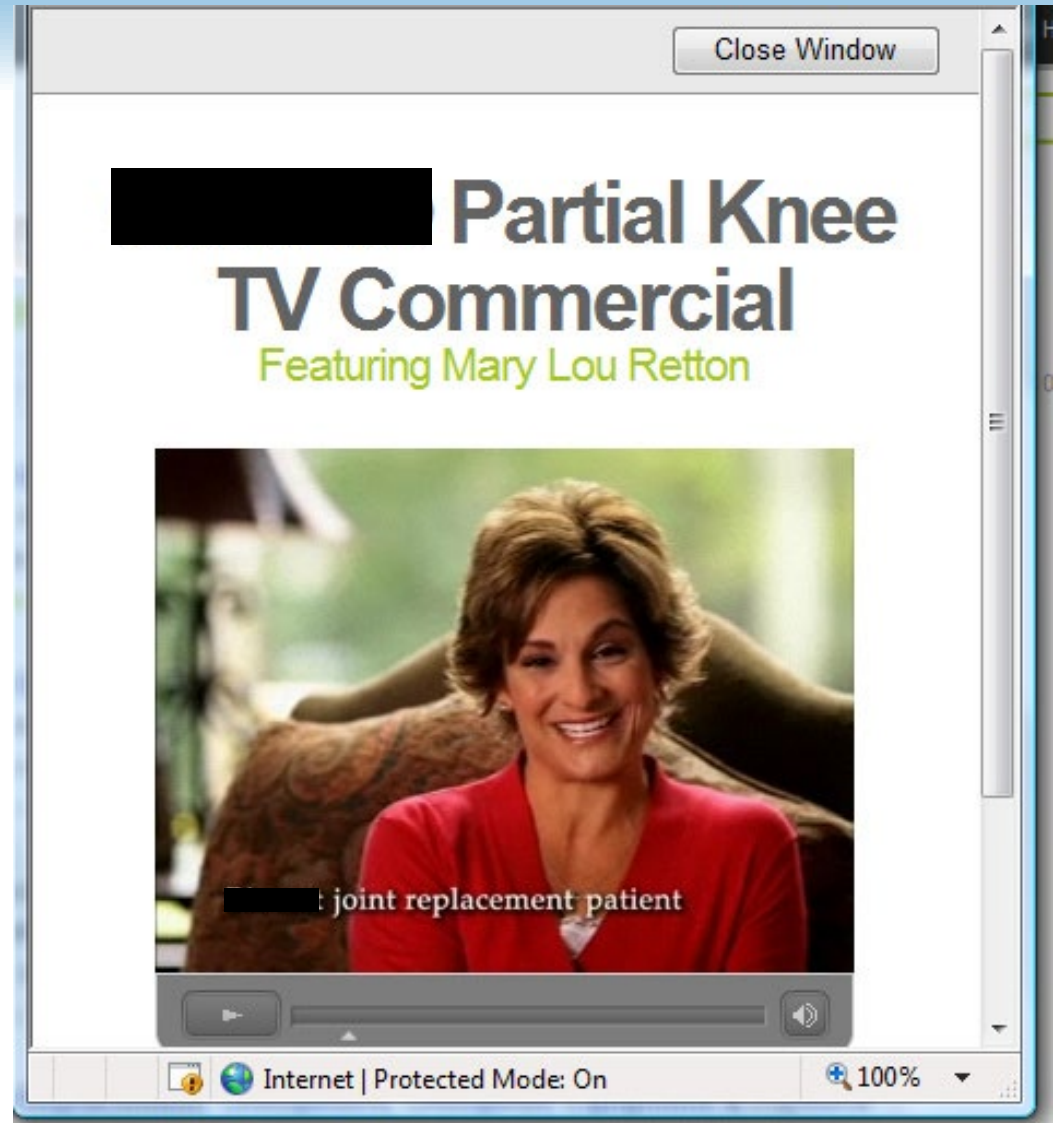 Close Window
Partial Knee
TV Commercial
Featuring Mary Lou Retton
joint replacement patient
Internet | Protected Mode: On
100%